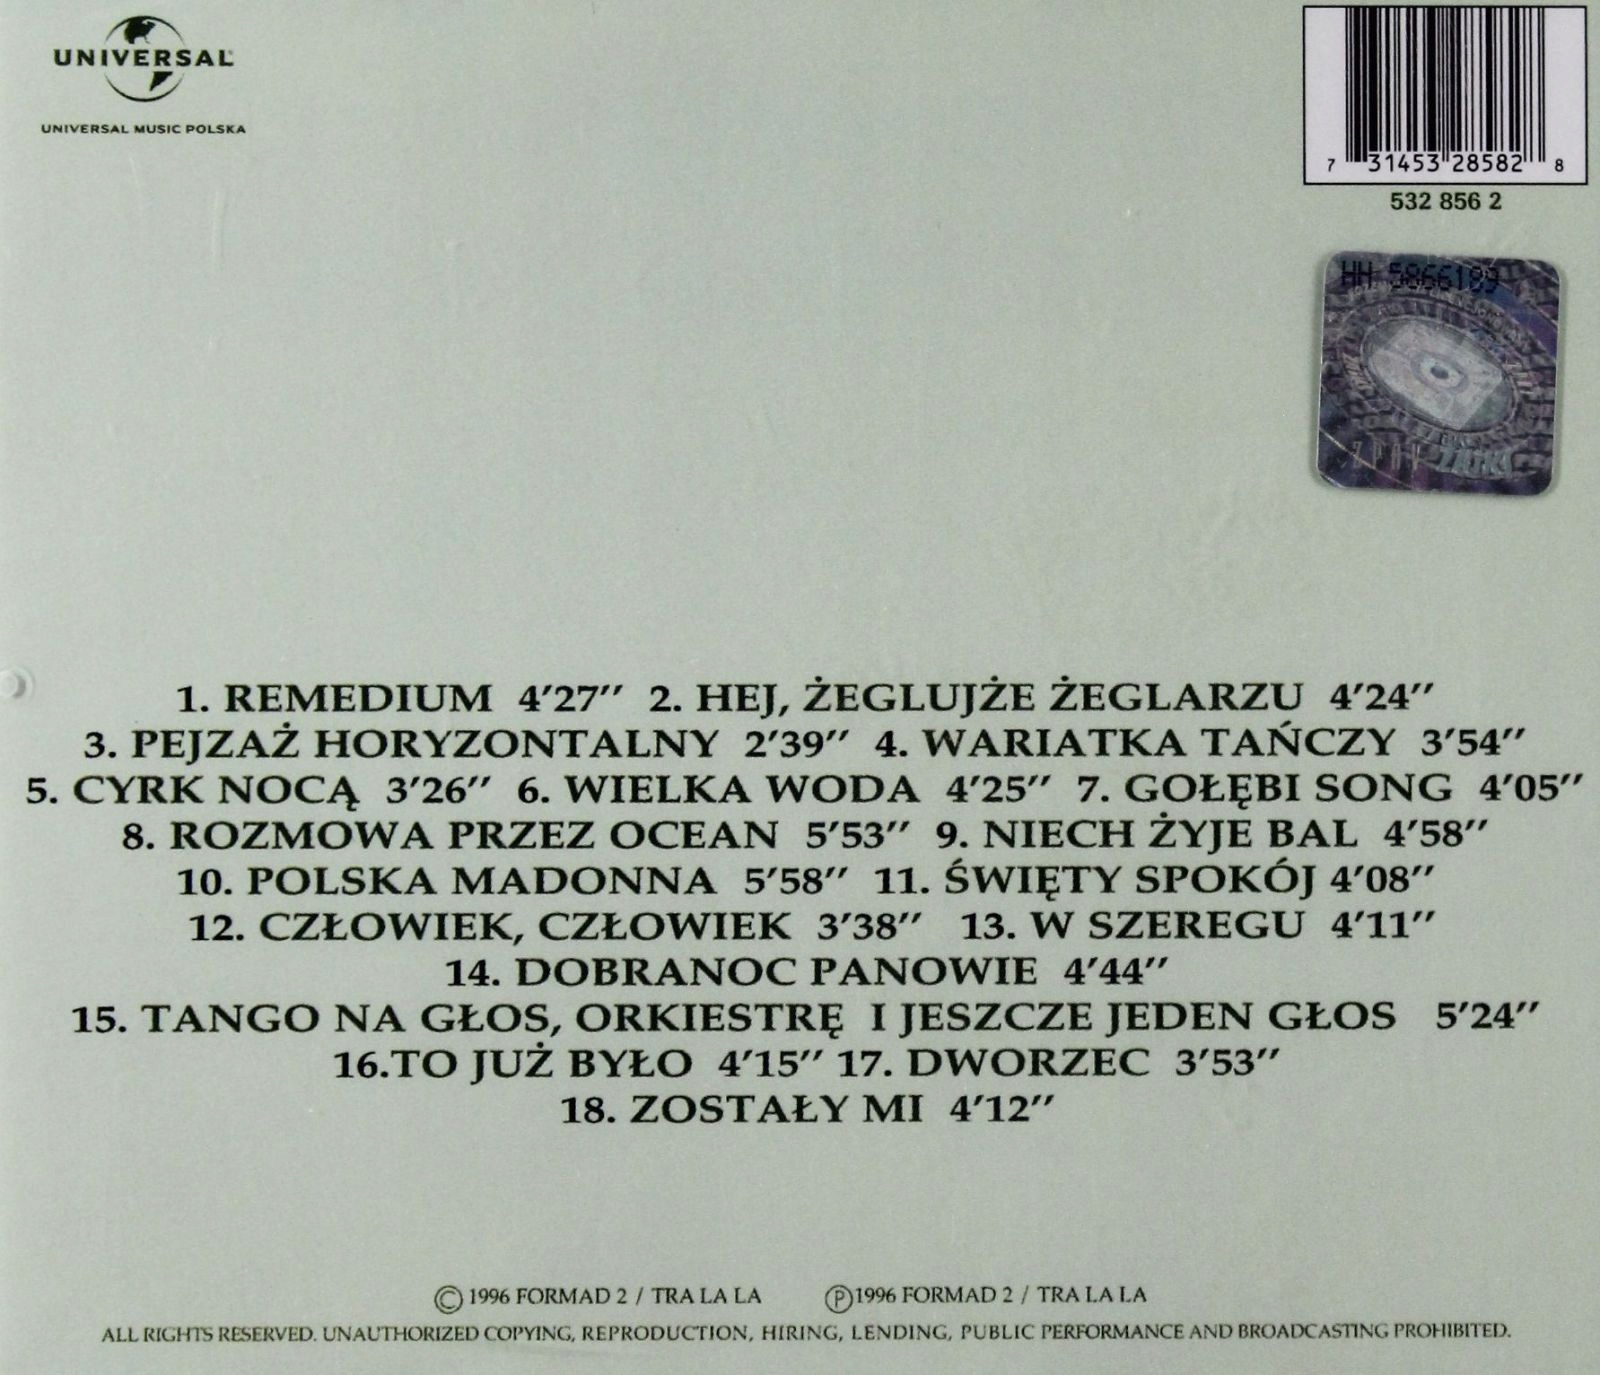 UNIVERSAL
UNIVERSAL MUSIC POLSKA
7 31453 28582 8
532 856 2
HH 5866189
1. REMEDIUM 4'27" 2. HEJ, ŻEGLUJŻE ŻEGLARZU 4'24"
3. PEJZAŻ HORYZONTALNY 2'39" 4. WARIATKA TAŃCZY 3'54"
5. CYRK NOCĄ 3'26" 6. WIELKA WODA 4'25" 7. GOŁĘBI SONG 4'05"
8. ROZMOWA PRZEZ OCEAN 5'53" 9. NIECH ŻYJE BAL 4'58"
10. POLSKA MADONNA 5'58" 11. ŚWIĘTY SPOKÓJ 4'08"
12. CZŁOWIEK, CZŁOWIEK 3'38" 13. W SZEREGU 4'11"
14. DOBRANOC PANOWIE 4'44"
15. TANGO NA GŁOS, ORKIESTRĘ I JESZCZE JEDEN GŁOS 5'24"
16.TO JUŻ BYŁO 4'15" 17. DWORZEC 3'53"
18. ZOSTAŁY MI 4'12"
© 1996 FORMAD 2 / TRA LA LA ℗1996 FORMAD 2 / TRA LA LA
ALL RIGHTS RESERVED. UNAUTHORIZED COPYING, REPRODUCTION, HIRING, LENDING, PUBLIC PERFORMANCE AND BROADCASTING PROHIBITED.